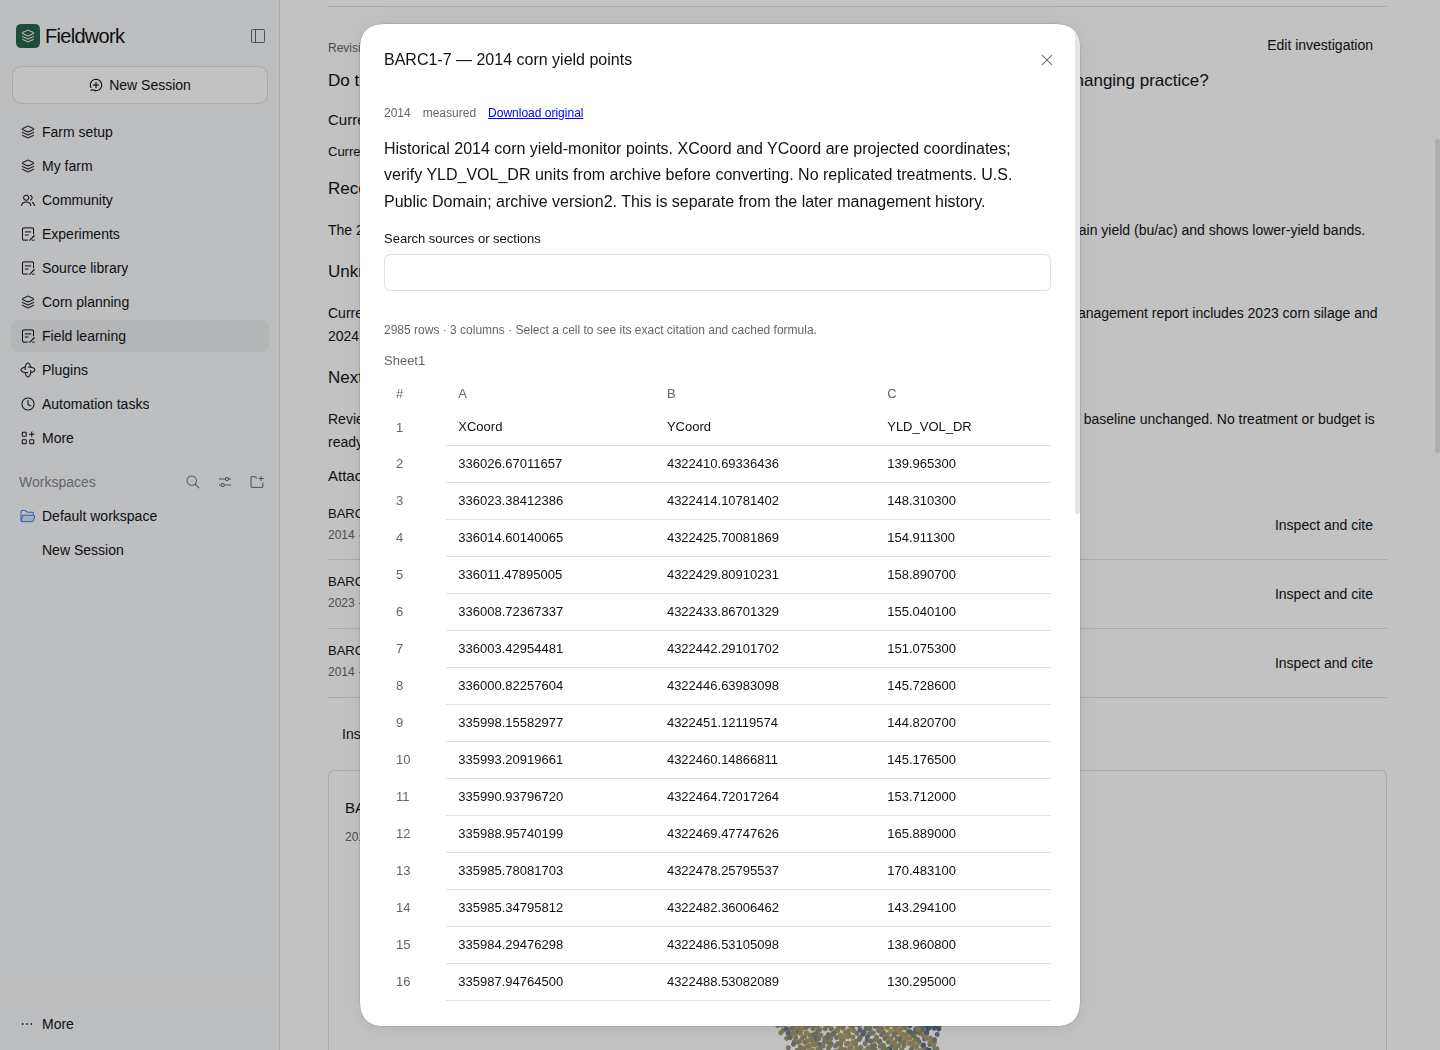 Fieldwork
New Session
Farm setup
My farm
Community
Experiments
Source library
Corn planning
Field learning
Plugins
Automation tasks
More
Workspaces
Default workspace
New Session
More
Edit investigation
Do
practice?
ain yield (bu/ac) and shows lower-yield bands.
management report includes 2023 corn silage and
2024
Next
baseline unchanged. No treatment or budget is
ready
BARC
2014
Inspect and cite
BARC
2023
Inspect and cite
BARC
2014
Inspect and cite
BARC1-7 — 2014 corn yield points
2014 measured Download original
Historical 2014 corn yield-monitor points. XCoord and YCoord are projected coordinates;
verify YLD_VOL_DR units from archive before converting. No replicated treatments. U.S.
Public Domain; archive version2. This is separate from the later management history.
Search sources or sections
2985 rows · 3 columns · Select a cell to see its exact citation and cached formula.
Sheet1
# A B C
1 XCoord YCoord YLD_VOL_DR
2 336026.67011657 4322410.69336436 139.965300
3 336023.38412386 4322414.10781402 148.310300
4 336014.60140065 4322425.70081869 154.911300
5 336011.47895005 4322429.80910231 158.890700
6 336008.72367337 4322433.86701329 155.040100
7 336003.42954481 4322442.29101702 151.075300
8 336000.82257604 4322446.63983098 145.728600
9 335998.15582977 4322451.12119574 144.820700
10 335993.20919661 4322460.14866811 145.176500
11 335990.93796720 4322464.72017264 153.712000
12 335988.95740199 4322469.47747626 165.889000
13 335985.78081703 4322478.25795537 170.483100
14 335985.34795812 4322482.36006462 143.294100
15 335984.29476298 4322486.53105098 138.960800
16 335987.94764500 4322488.53082089 130.295000